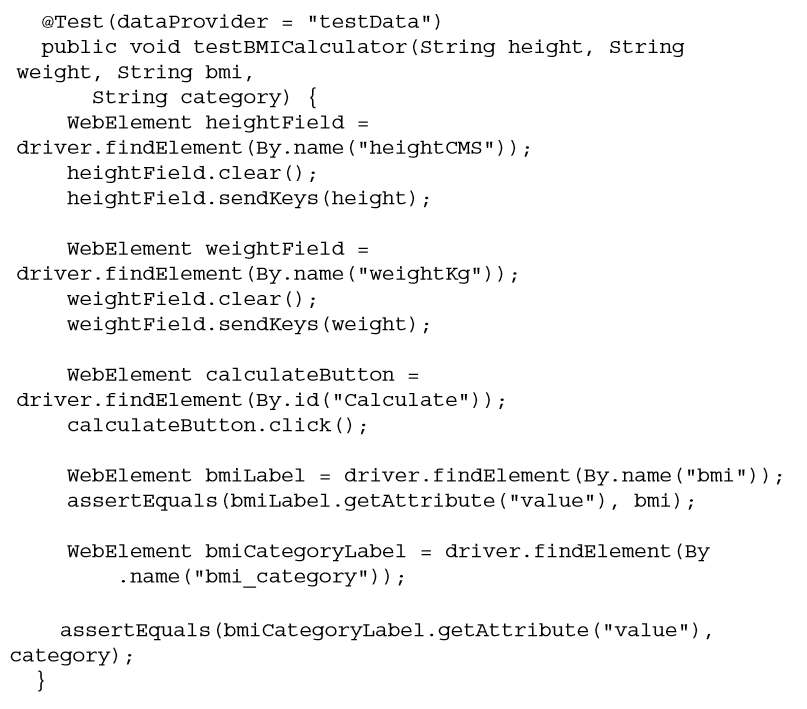 @Test(dataProvider = "testData")
public void testBMICalculator(String height, String
weight, String bmi,
String category) {
WebElement heightField =
driver.findElement(By.name("heightCMS"));
heightField.clear();
heightField.sendKeys(height);
WebElement weightField =
driver.findElement(By.name("weightKg"));
weightField.clear();
weightField.sendKeys(weight);
WebElement calculateButton =
driver.findElement(By.id("Calculate"));
calculateButton.click();
WebElement bmiLabel = driver.findElement(By.name("bmi"));
assertEquals(bmiLabel.getAttribute("value"), bmi);
WebElement bmiCategoryLabel = driver.findElement(By
.name("bmi_category"));
assertEquals(bmiCategoryLabel.getAttribute("value"),
category);
}